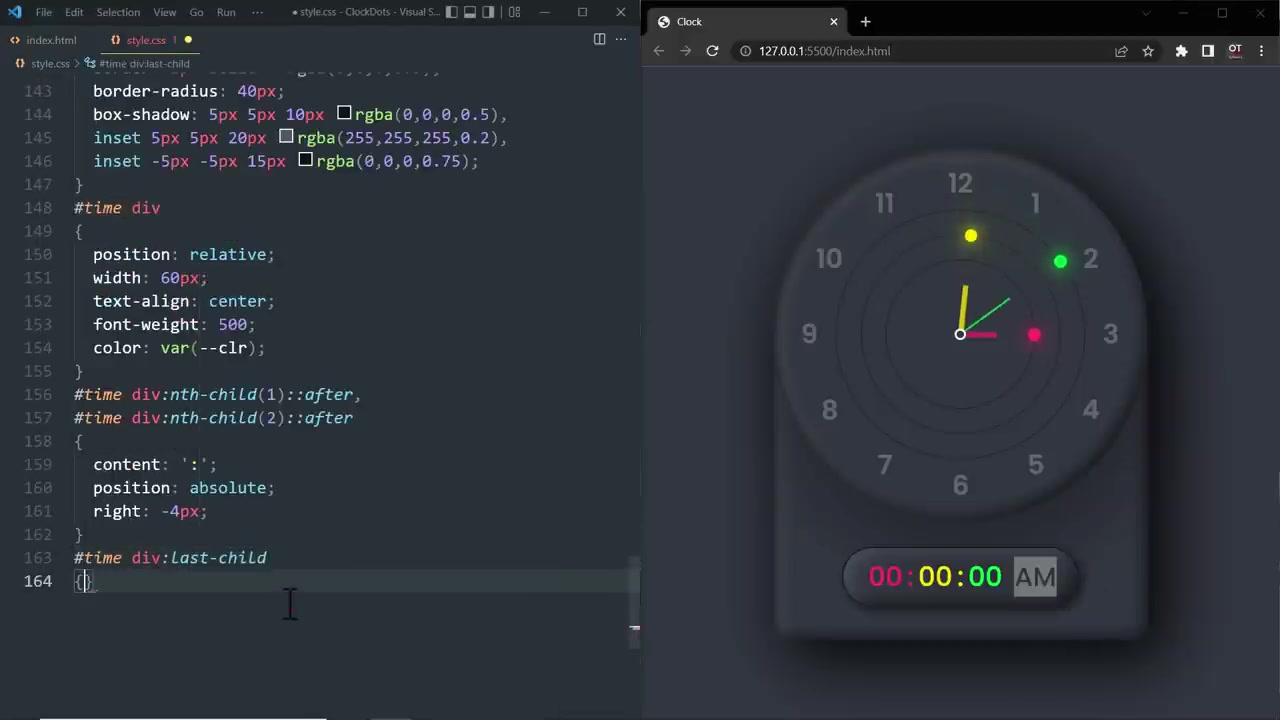 File Edit Selection View Go Run ··· ● style.css - ClockDots - Visual S...
index.html
style.css 1 ●
style.css > #time div:last-child
143 border-radius: 40px;
144 box-shadow: 5px 5px 10px rgba(0,0,0,0.5),
145 inset 5px 5px 20px rgba(255,255,255,0.2),
146 inset -5px -5px 15px rgba(0,0,0,0.75);
147 }
148 #time div
149 {
150 position: relative;
151 width: 60px;
152 text-align: center;
153 font-weight: 500;
154 color: var(--clr);
155 }
156 #time div:nth-child(1)::after,
157 #time div:nth-child(2)::after
158 {
159 content: ':';
160 position: absolute;
161 right: -4px;
162 }
163 #time div:last-child
164 {}
Clock
127.0.0.1:5500/index.html
OT
12
1
2
3
4
5
6
7
8
9
10
11
00:00:00 AM